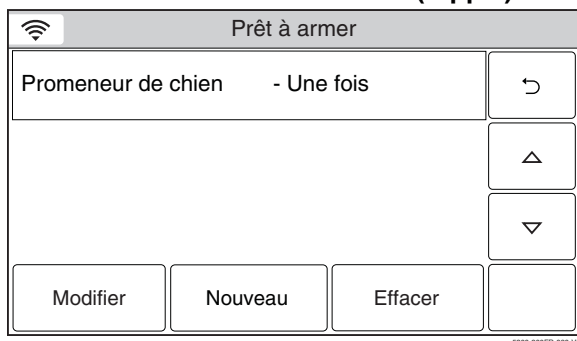 Prêt à armer
Promeneur de chien - Une fois
Modifier
Nouveau
Effacer